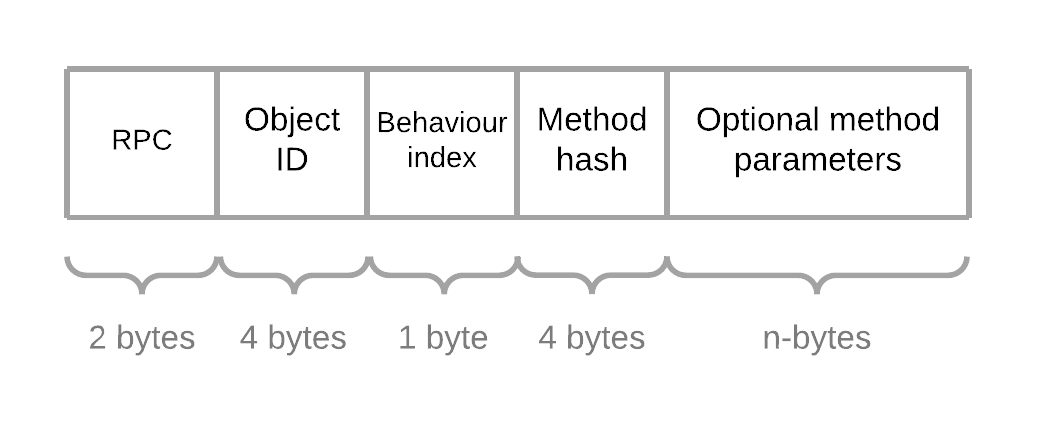 RPC
Object
ID
Behaviour
index
Method
hash
Optional method
parameters
2 bytes
4 bytes
1 byte
4 bytes
n-bytes